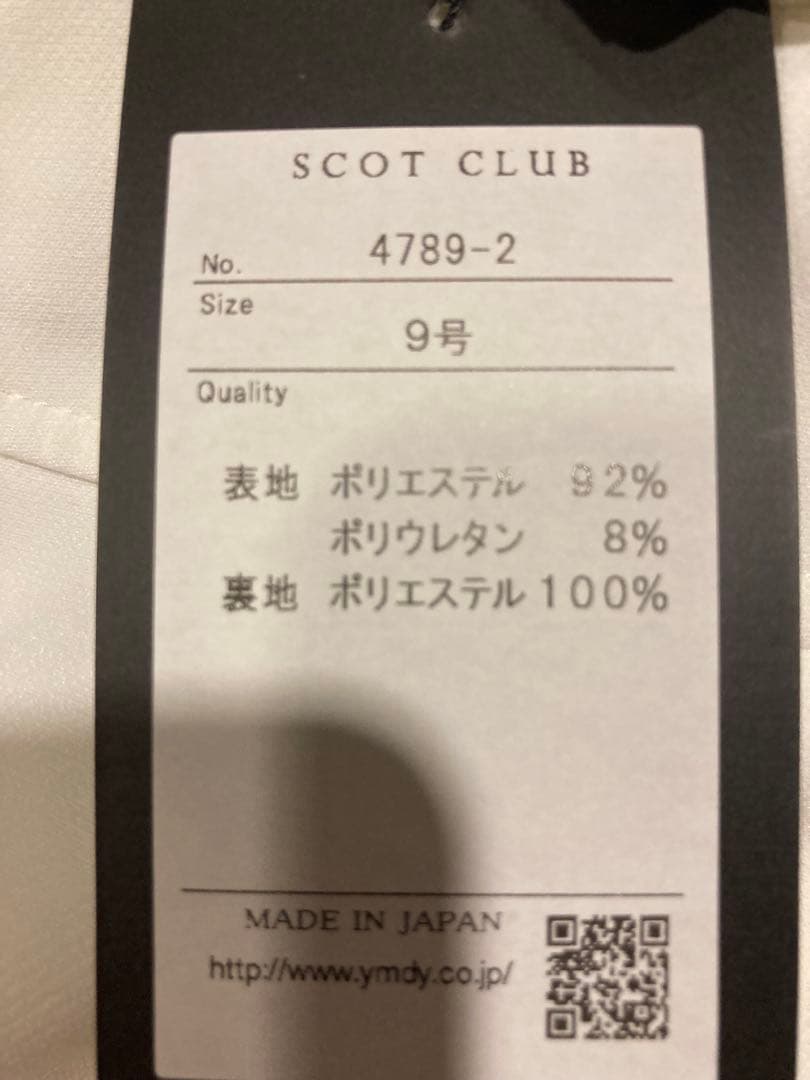 SCOT CLUB
No. 4789-2
Size
9号
Quality
表地 ポリエステル 92%
ポリウレタン 8%
裏地 ポリエステル 100%
MADE IN JAPAN
http://www.ymdy.co.jp/